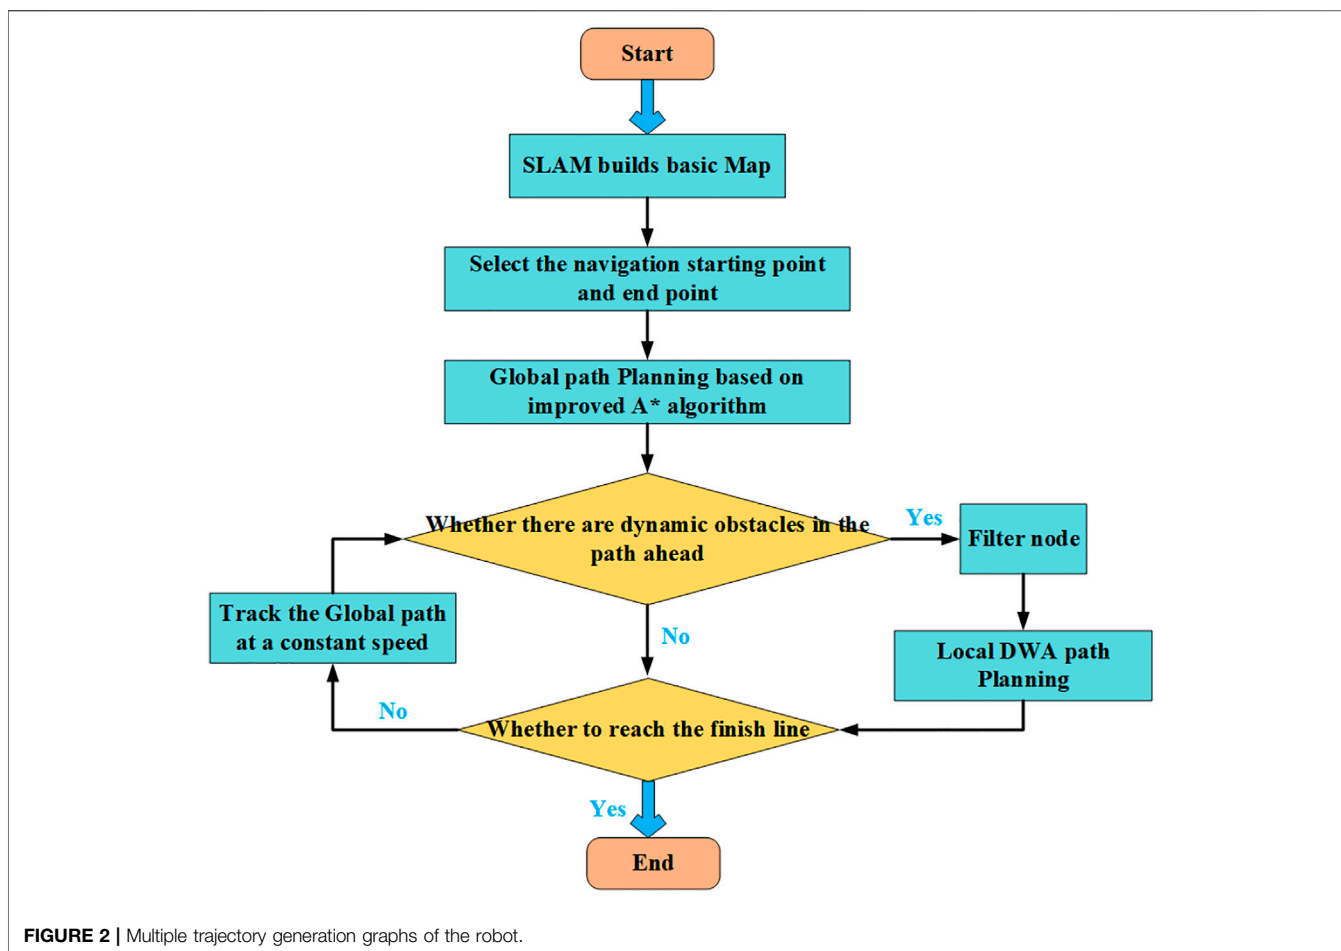 Start
SLAM builds basic Map
Select the navigation starting point
and end point
Global path Planning based on
improved A* algorithm
Whether there are dynamic obstacles in the
path ahead
Yes
Filter node
Track the Global path
at a constant speed
No
Local DWA path
Planning
No
Whether to reach the finish line
Yes
End
FIGURE 2 | Multiple trajectory generation graphs of the robot.